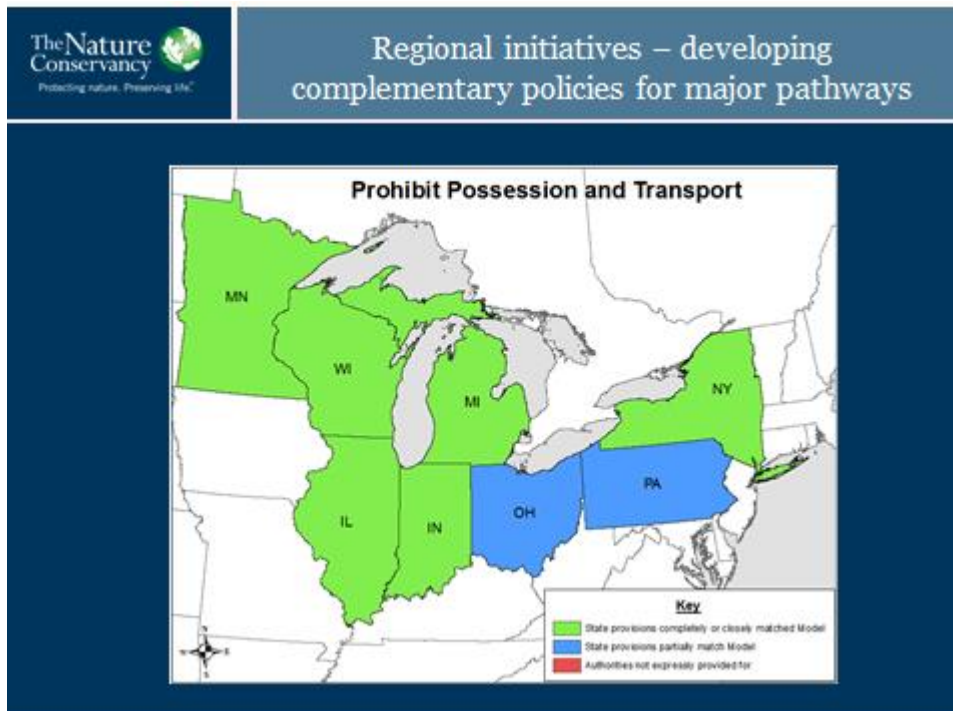 The Nature
Conservancy
Protecting nature. Preserving life.™
Regional initiatives – developing
complementary policies for major pathways
Prohibit Possession and Transport
MN
WI
MI
NY
IL
IN
OH
PA
Key
State provisions completely or closely matched Model
State provisions partially match Model
Authorities not expressly provided for